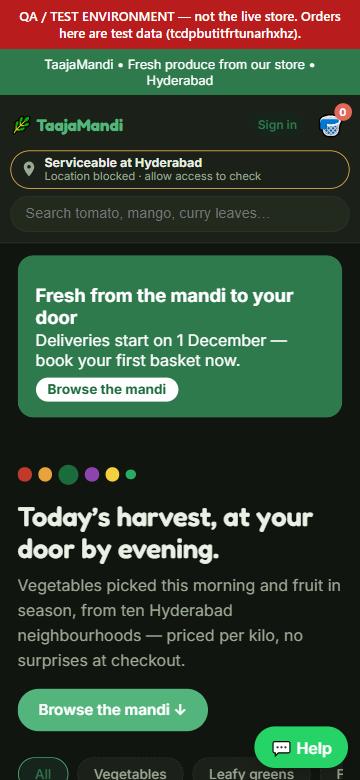 QA / TEST ENVIRONMENT — not the live store. Orders
here are test data (tcdpbutitfrtunarhxhz).
TaajaMandi • Fresh produce from our store •
Hyderabad
TaajaMandi
Sign in
0
Serviceable at Hyderabad
Location blocked · allow access to check
Search tomato, mango, curry leaves…
Fresh from the mandi to your
door
Deliveries start on 1 December —
book your first basket now.
Browse the mandi
Today’s harvest, at your
door by evening.
Vegetables picked this morning and fruit in
season, from ten Hyderabad
neighbourhoods — priced per kilo, no
surprises at checkout.
Browse the mandi ↓
Help
All
Vegetables
Leafy greens